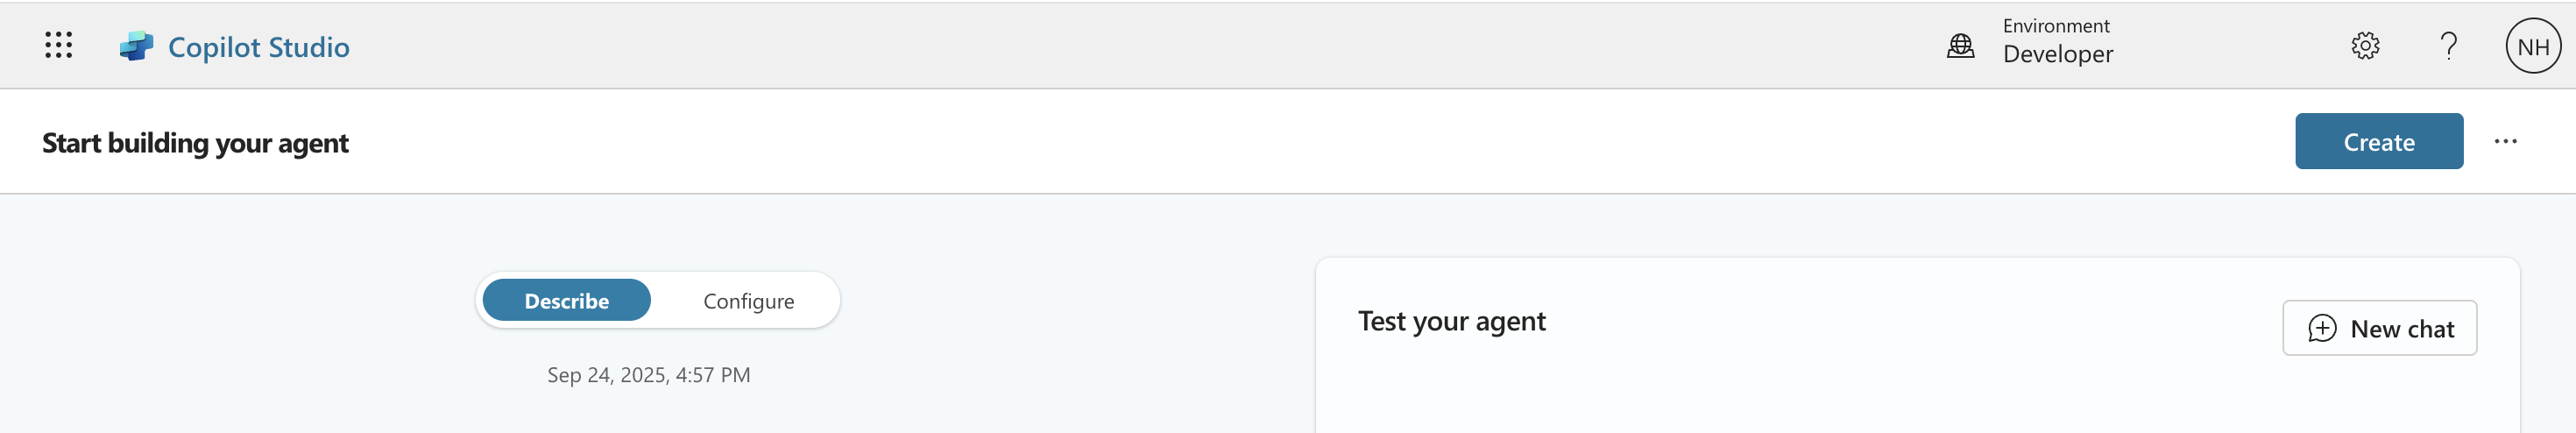 Copilot Studio
Environment
Developer
NH
Start building your agent
Create
Describe
Configure
Sep 24, 2025, 4:57 PM
Test your agent
New chat